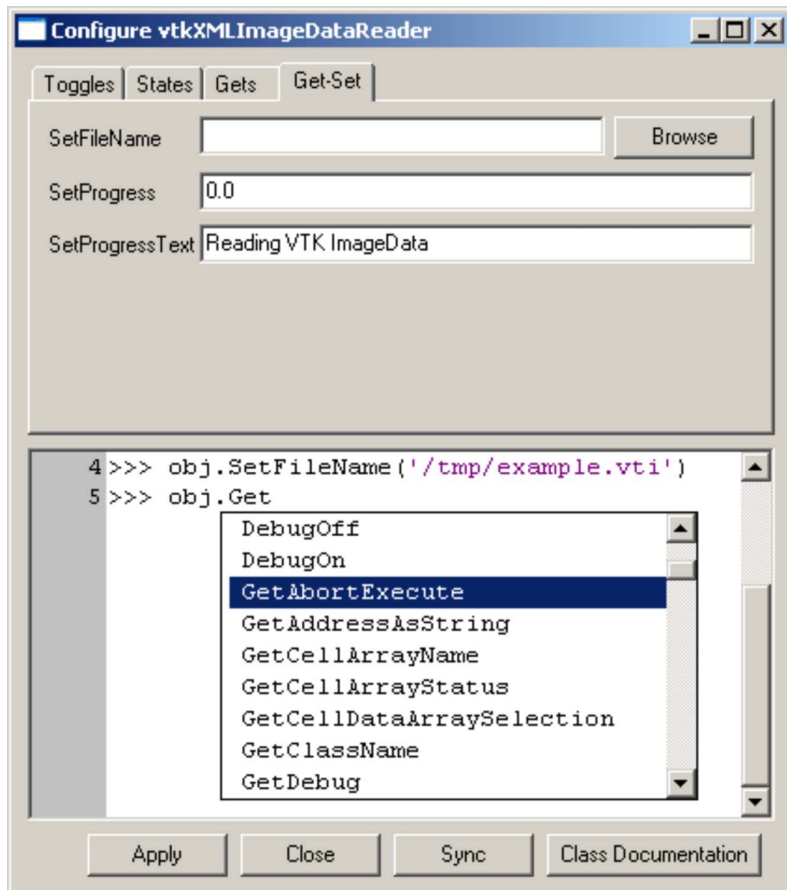 Configure vtkXMLImageDataReader
Toggles States Gets Get-Set
SetFileName Browse
SetProgress 0.0
SetProgressText Reading VTK ImageData
4 >>> obj.SetFileName('/tmp/example.vti')
5 >>> obj.Get
DebugOff
DebugOn
GetAbortExecute
GetAddressAsString
GetCellArrayName
GetCellArrayStatus
GetCellDataArraySelection
GetClassName
GetDebug
Apply Close Sync Class Documentation